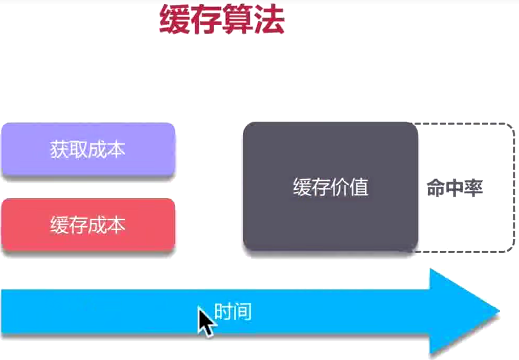 缓存算法
获取成本
缓存成本
缓存价值
命中率
时间